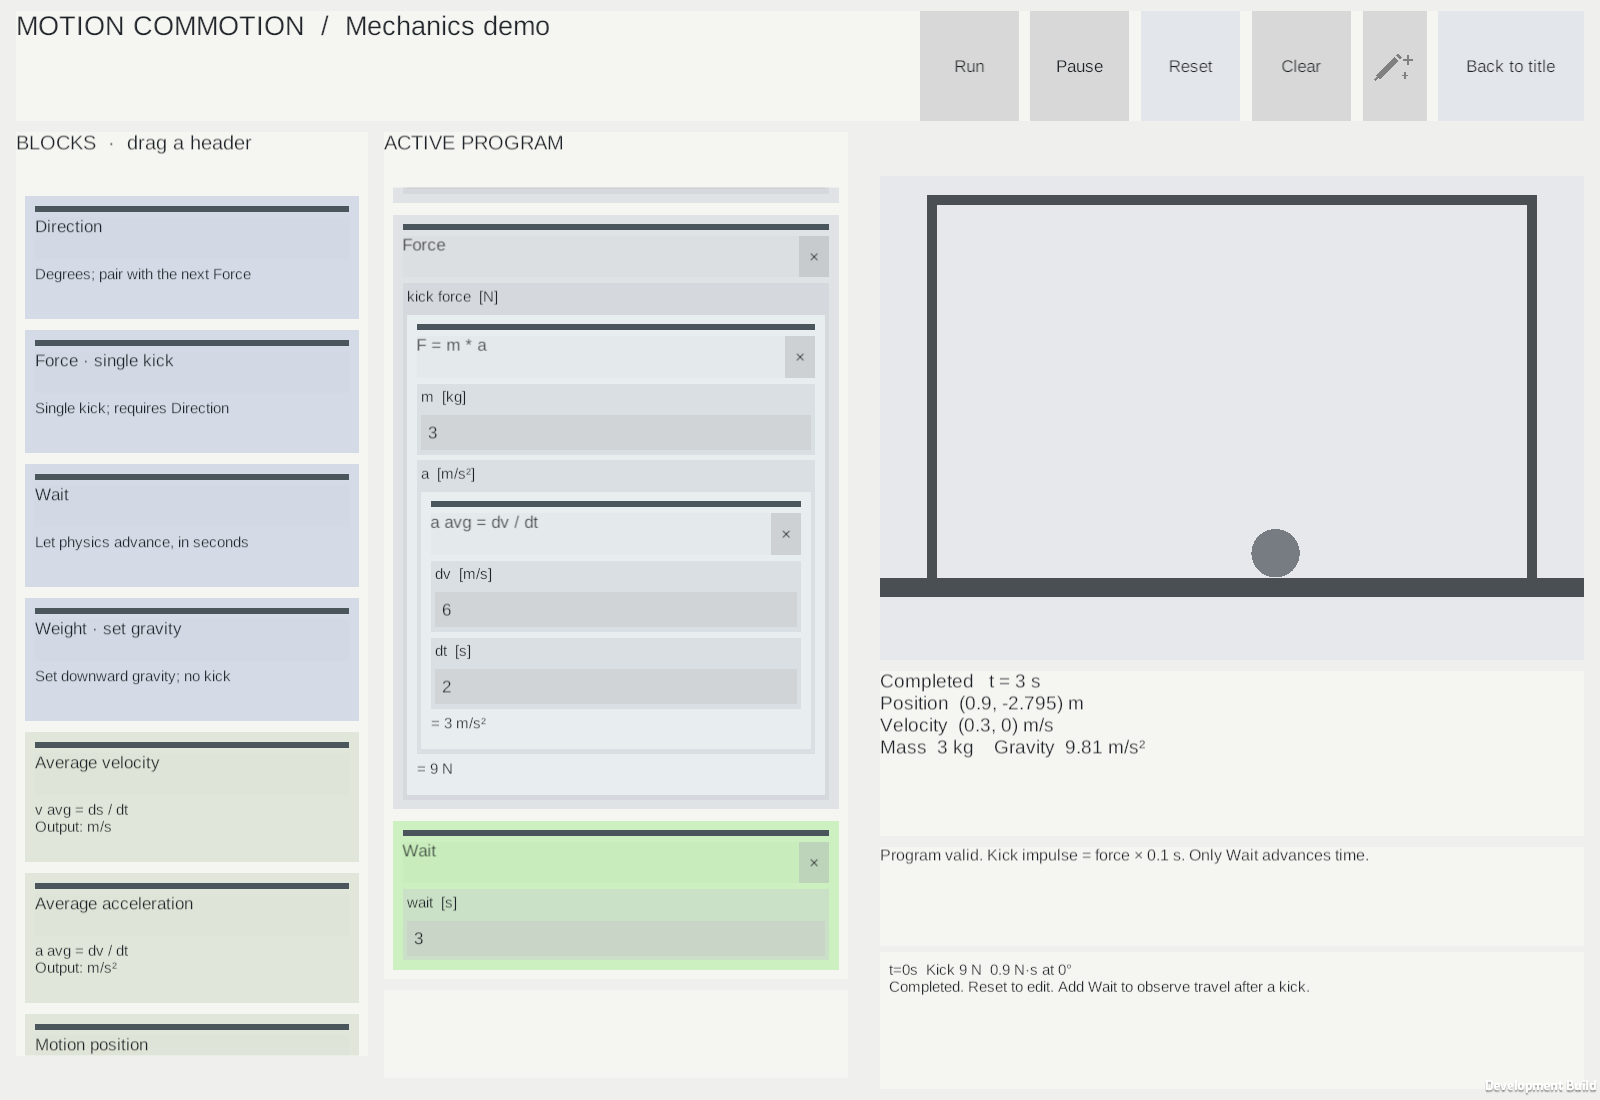 MOTION COMMOTION / Mechanics demo
Run
Pause
Reset
Clear
Back to title
BLOCKS · drag a header
Direction
Degrees; pair with the next Force
Force · single kick
Single kick; requires Direction
Wait
Let physics advance, in seconds
Weight · set gravity
Set downward gravity; no kick
Average velocity
v avg = ds / dt
Output: m/s
Average acceleration
a avg = dv / dt
Output: m/s²
Motion position
ACTIVE PROGRAM
Force
×
kick force [N]
F = m * a
×
m [kg]
3
a [m/s²]
a avg = dv / dt
×
dv [m/s]
6
dt [s]
2
= 3 m/s²
= 9 N
Wait
×
wait [s]
3
Completed t = 3 s
Position (0.9, -2.795) m
Velocity (0.3, 0) m/s
Mass 3 kg Gravity 9.81 m/s²
Program valid. Kick impulse = force × 0.1 s. Only Wait advances time.
t=0s Kick 9 N 0.9 N·s at 0°
Completed. Reset to edit. Add Wait to observe travel after a kick.
Development Build